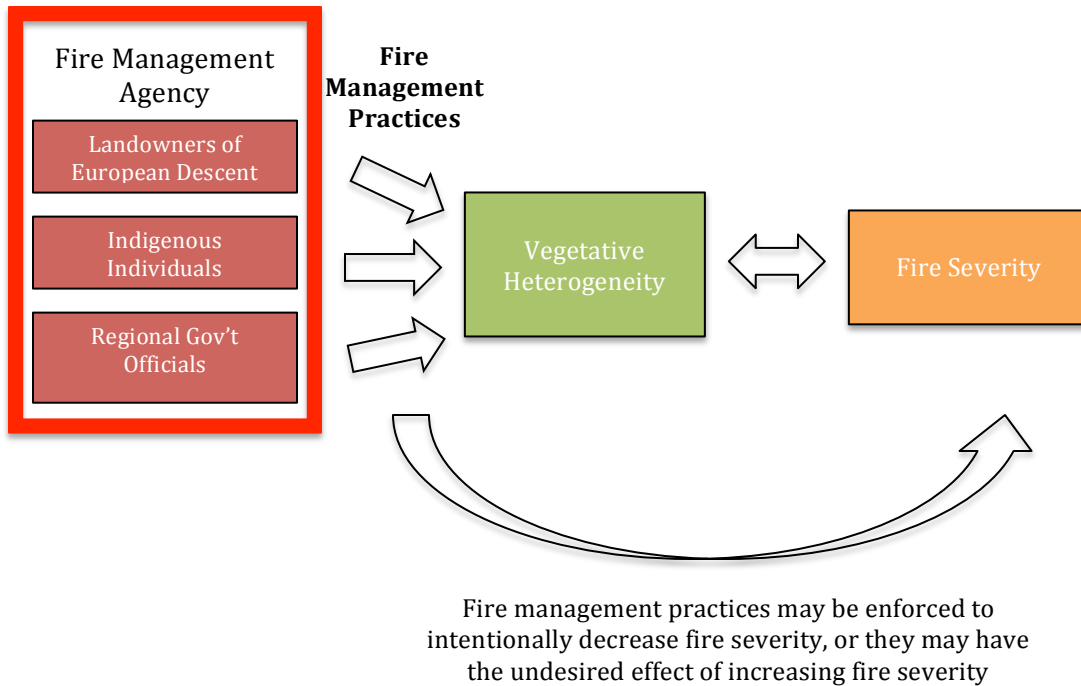 Fire Management
Agency
Landowners of
European Descent
Indigenous
Individuals
Regional Gov't
Officials
Fire
Management
Practices
Vegetative
Heterogeneity
Fire Severity
Fire management practices may be enforced to
intentionally decrease fire severity, or they may have
the undesired effect of increasing fire severity